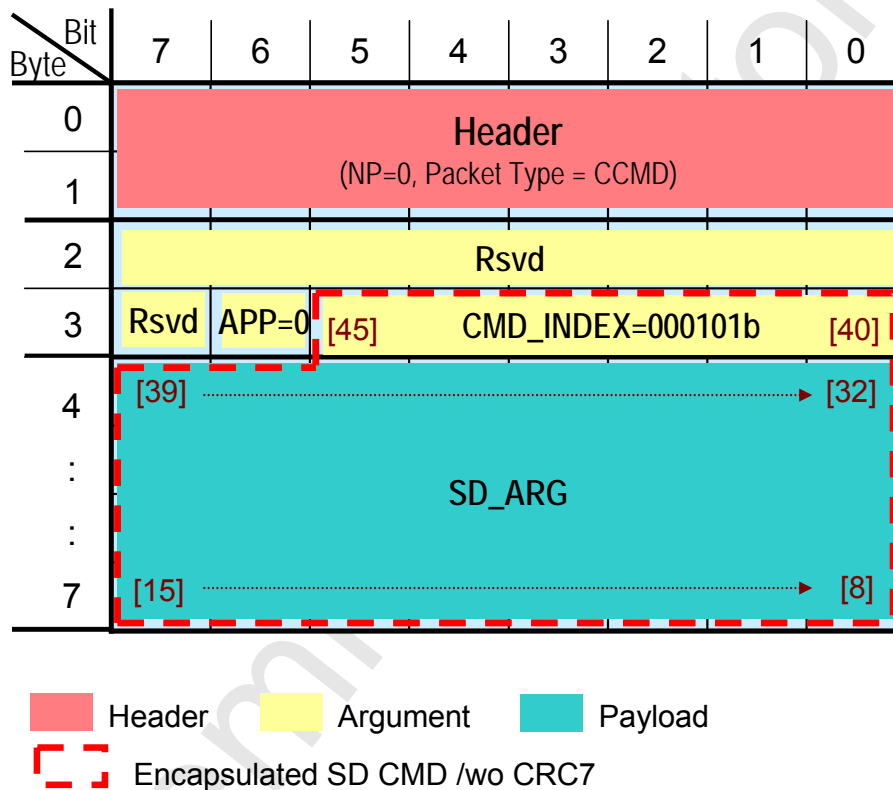 Bit
Byte
7 6 5 4 3 2 1 0
0
Header
(NP=0, Packet Type = CCMD)
1
2 Rsvd
3 Rsvd APP=0 [45] CMD_INDEX=000101b [40]
4 [39] [32]
:
SD_ARG
:
7 [15] [8]
Header Argument Payload
Encapsulated SD CMD /wo CRC7